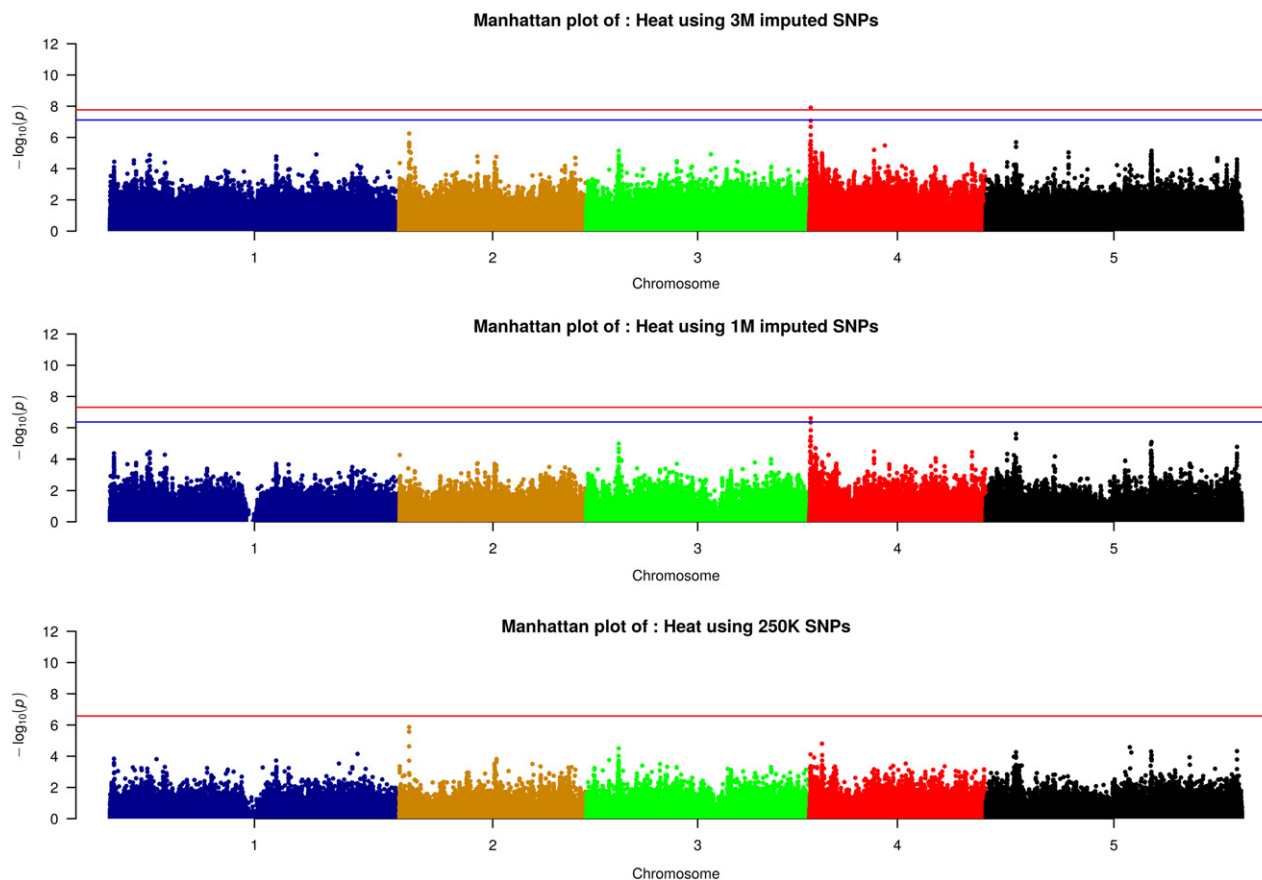 Manhattan plot of : Heat using 3M imputed SNPs
12
10
8
6
4
2
0
−log10(p)
1 2 3 4 5
Chromosome
Manhattan plot of : Heat using 1M imputed SNPs
12
10
8
6
4
2
0
−log10(p)
1 2 3 4 5
Chromosome
Manhattan plot of : Heat using 250K SNPs
12
10
8
6
4
2
0
−log10(p)
1 2 3 4 5
Chromosome